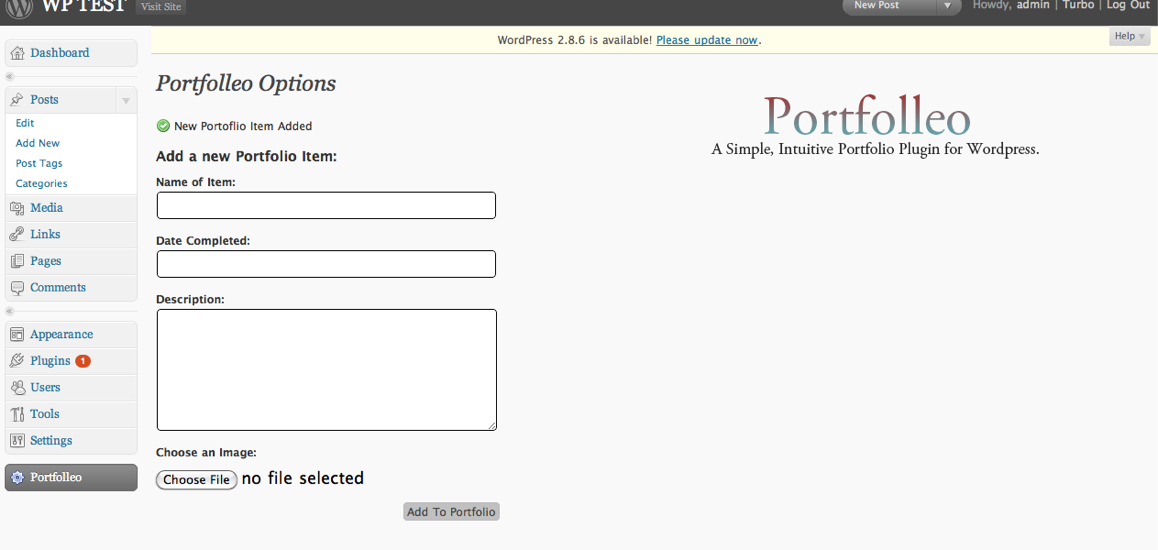 WP TEST Visit Site New Post Howdy, admin | Turbo | Log Out
WordPress 2.8.6 is available! Please update now.
Help
Dashboard
Posts
Edit
Add New
Post Tags
Categories
Media
Links
Pages
Comments
Appearance
Plugins 1
Users
Tools
Settings
Portfolleo
Portfolleo Options
New Portoflio Item Added
Add a new Portfolio Item:
Name of Item:
Date Completed:
Description:
Choose an Image:
Choose File no file selected
Add To Portfolio
Portfolleo
A Simple, Intuitive Portfolio Plugin for Wordpress.